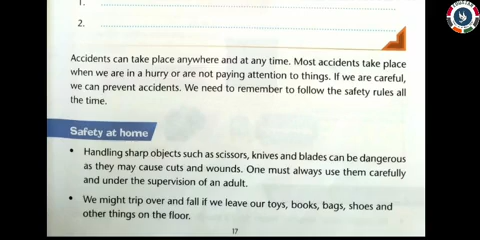 1.
2.
Accidents can take place anywhere and at any time. Most accidents take place
when we are in a hurry or are not paying attention to things. If we are careful,
we can prevent accidents. We need to remember to follow the safety rules all
the time.
Safety at home
• Handling sharp objects such as scissors, knives and blades can be dangerous
as they may cause cuts and wounds. One must always use them carefully
and under the supervision of an adult.
• We might trip over and fall if we leave our toys, books, bags, shoes and
other things on the floor.
17